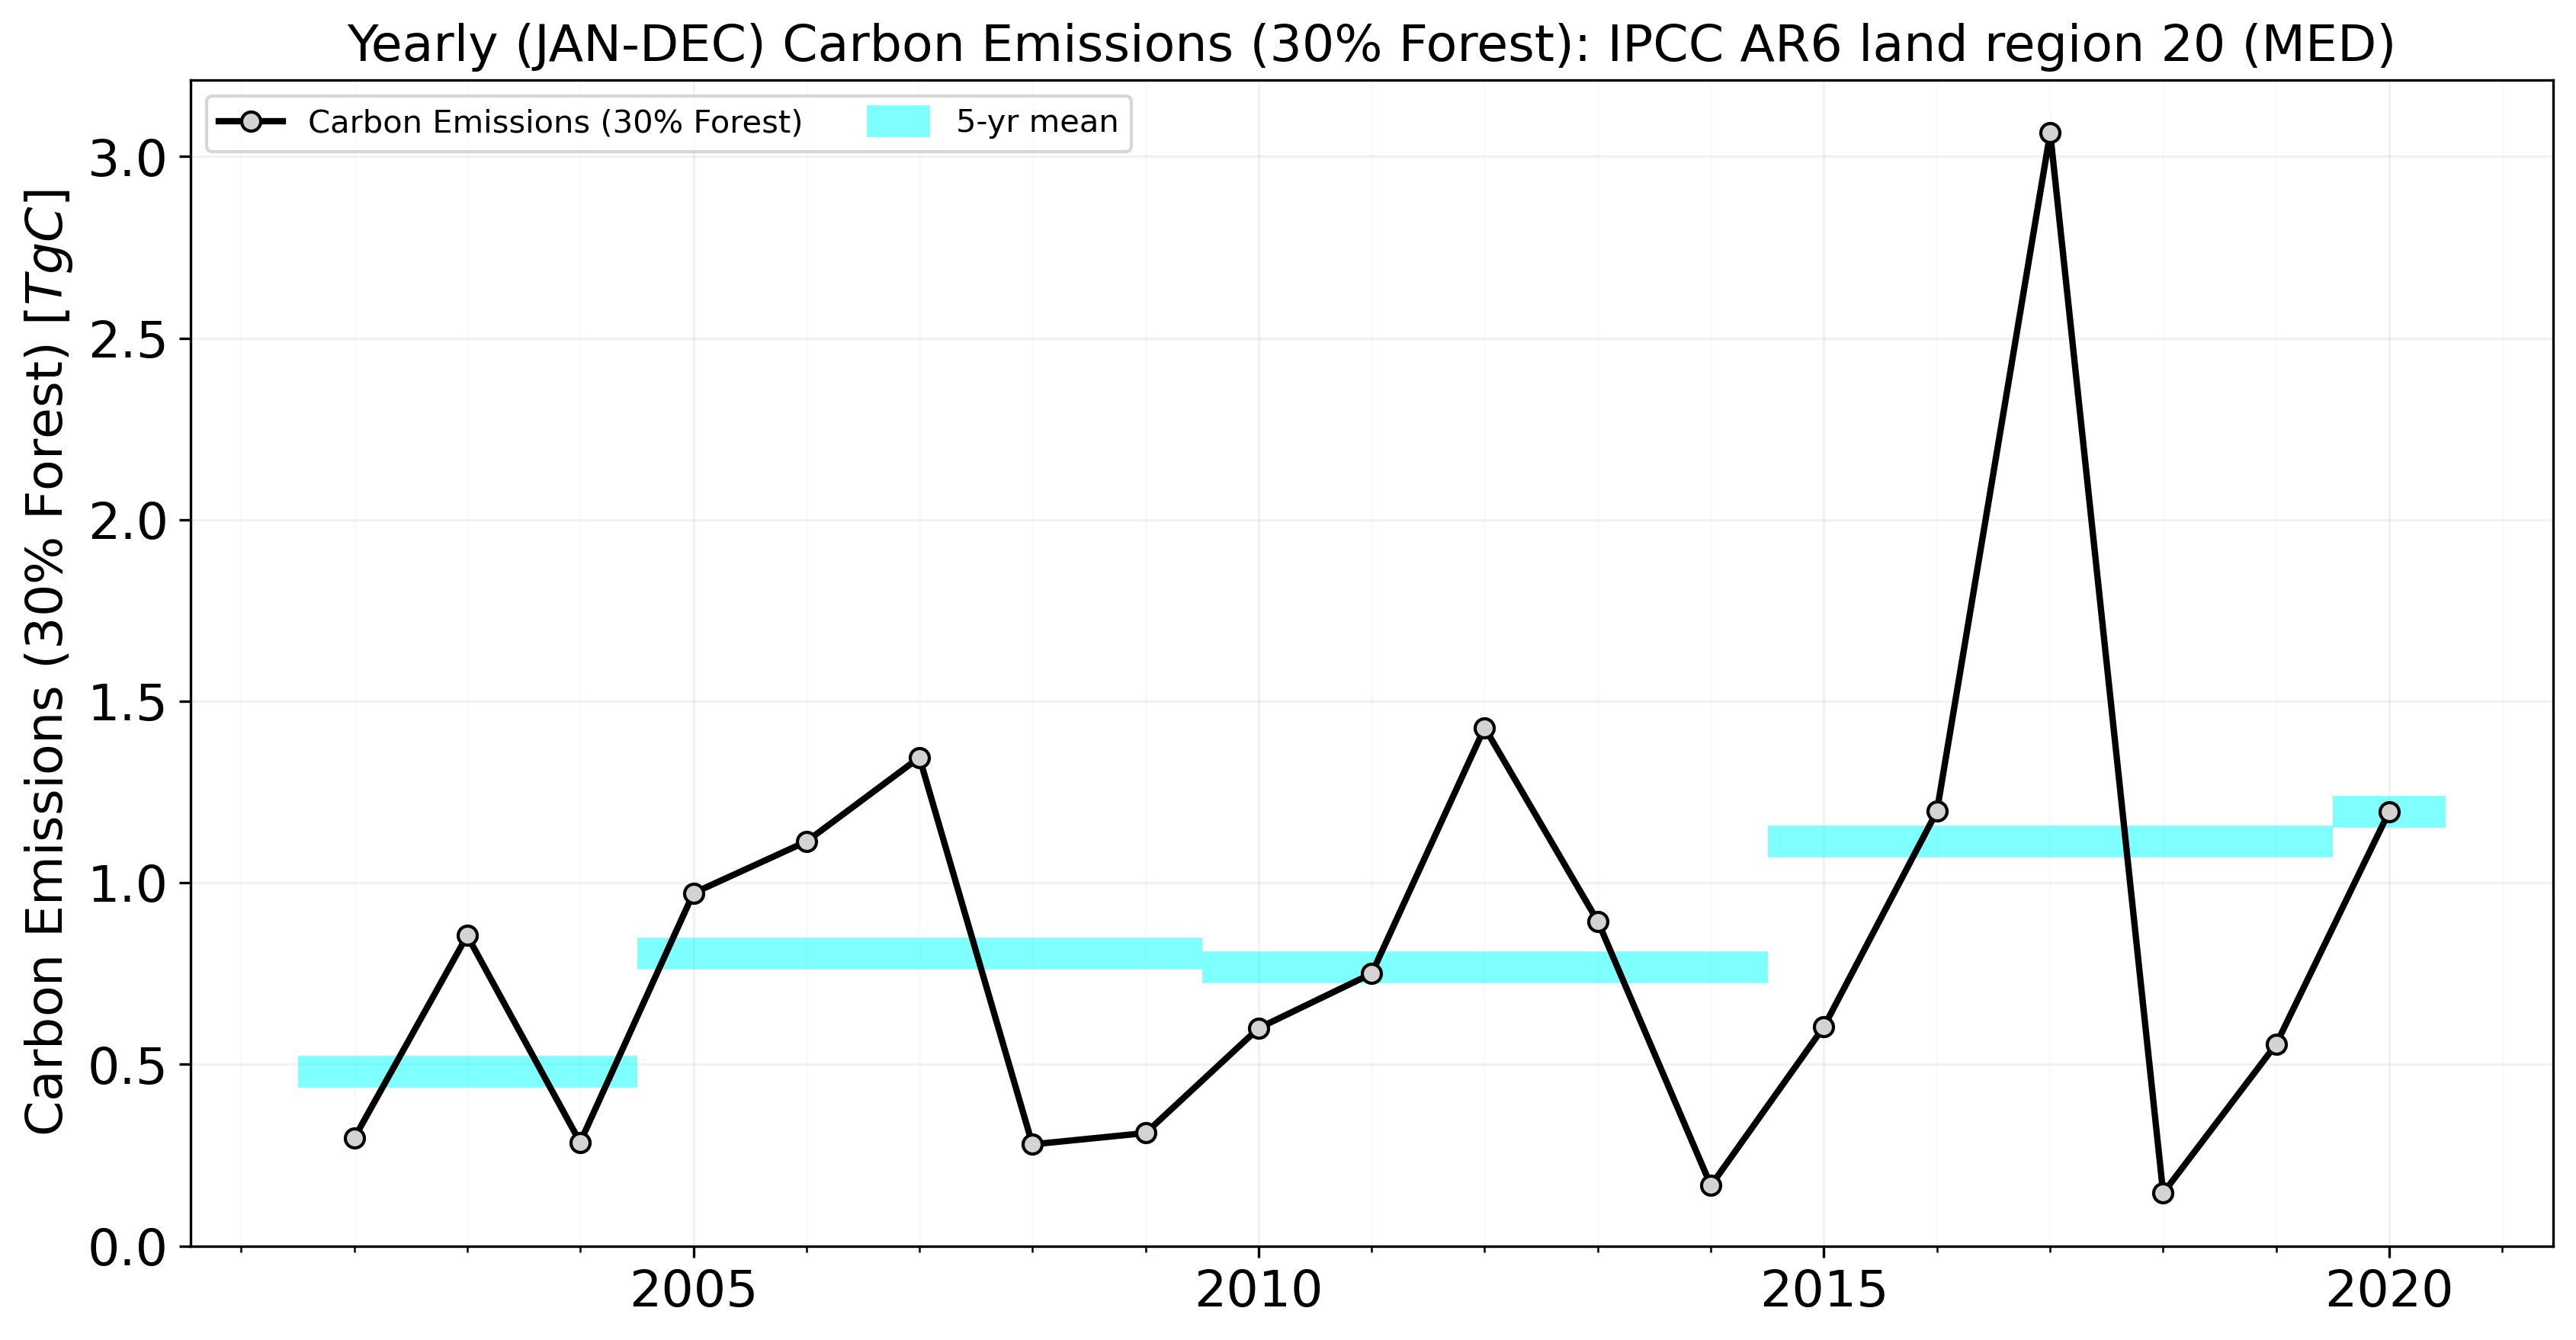 Yearly (JAN-DEC) Carbon Emissions (30% Forest): IPCC AR6 land region 20 (MED)
Carbon Emissions (30% Forest)
5-yr mean
Carbon Emissions (30% Forest) [TgC]
3.0
2.5
2.0
1.5
1.0
0.5
0.0
2005
2010
2015
2020